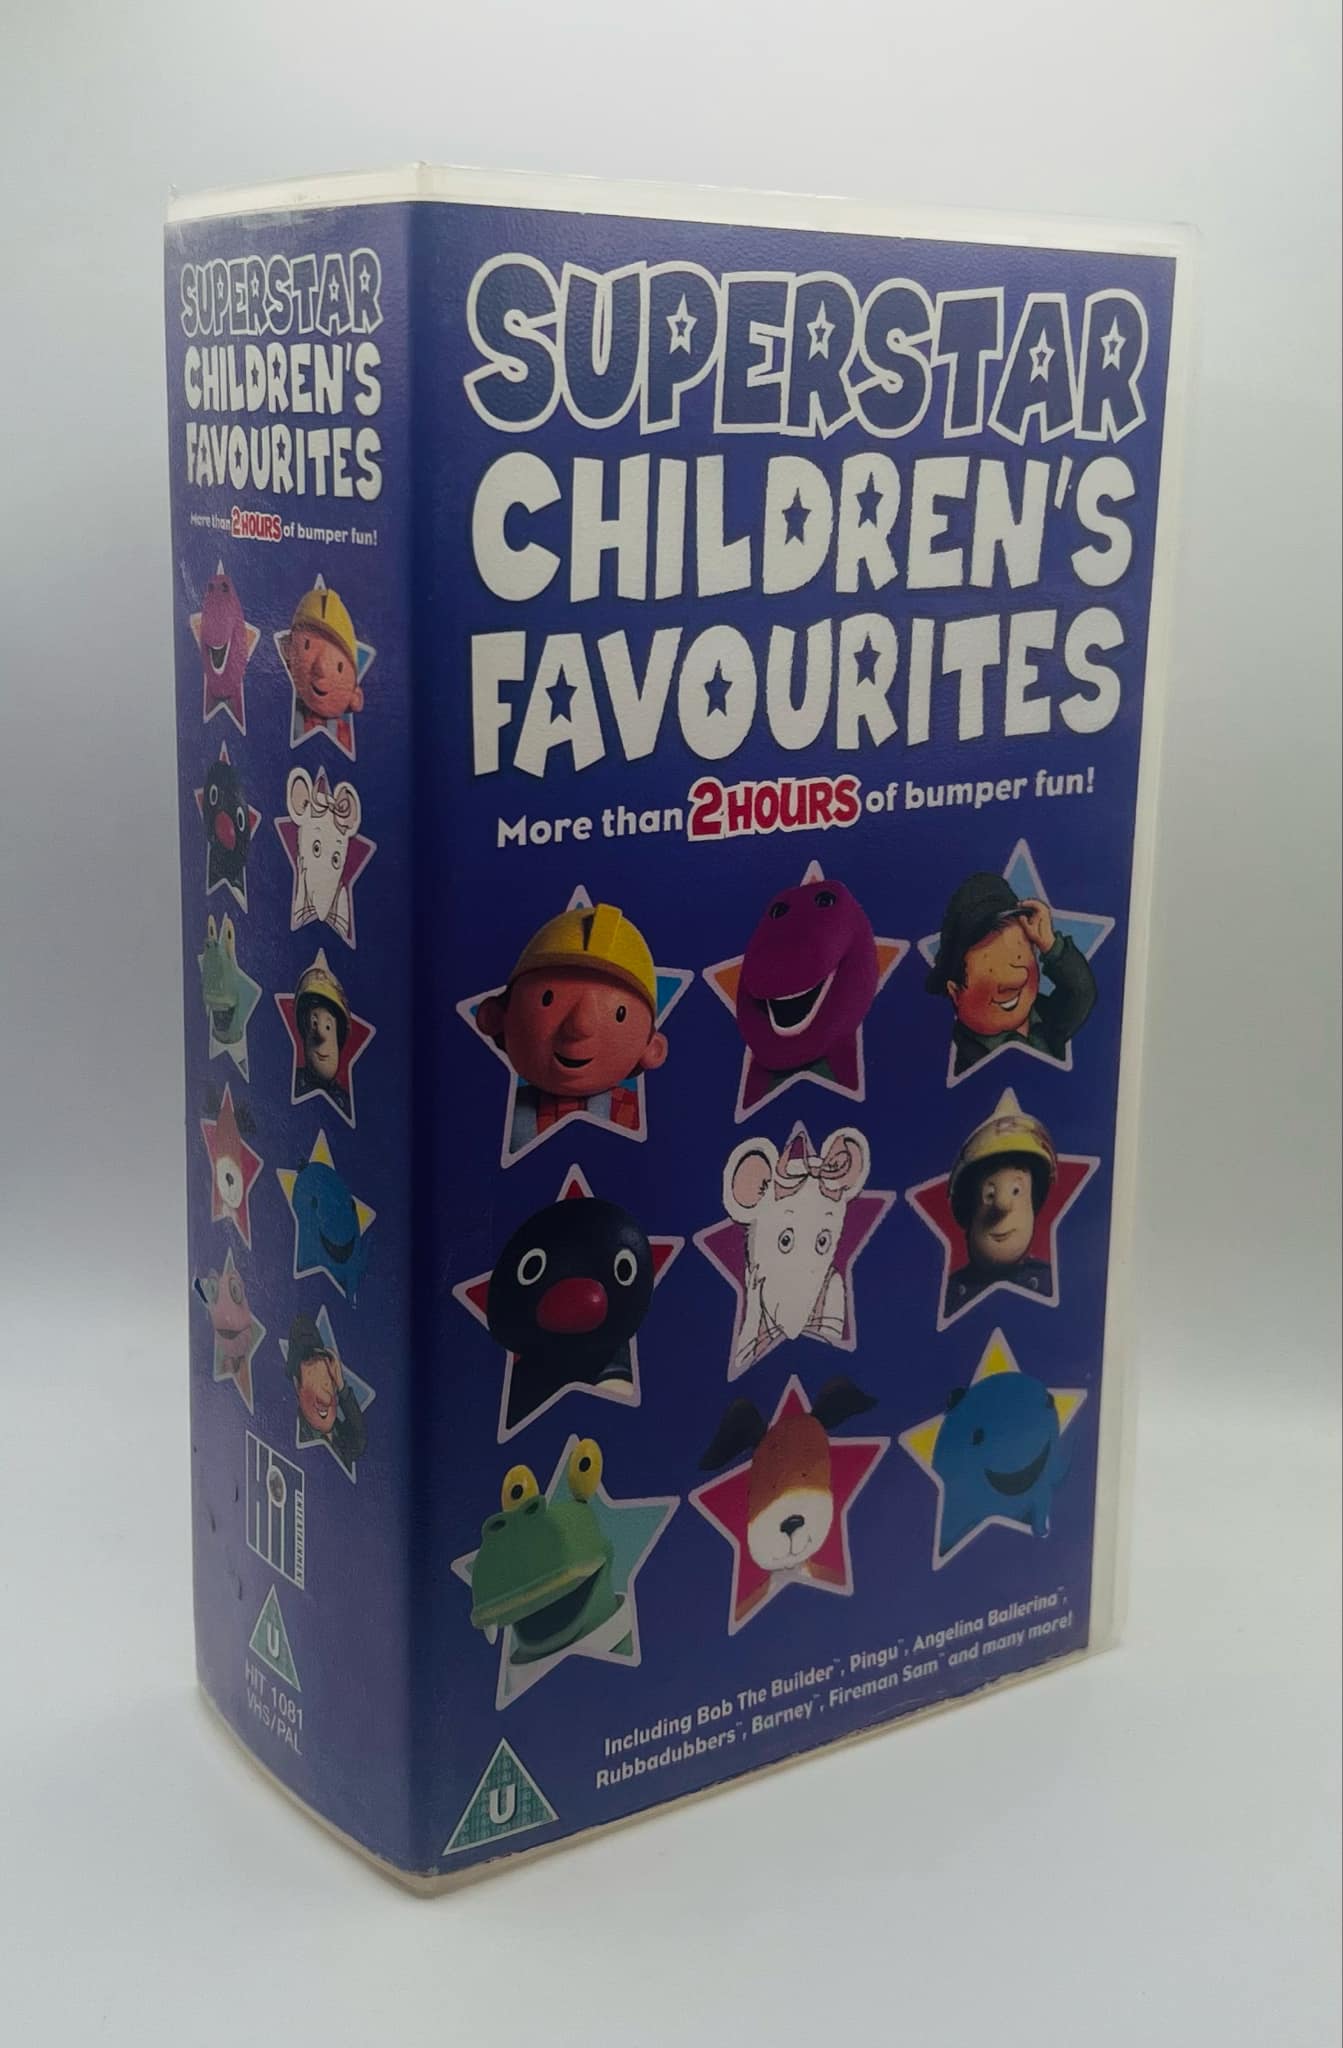 SUPERSTAR
CHILDREN'S
FAVOURITES
More than 2 HOURS of bumper fun!
HiT
ENTERTAINMENT
U
HIT 1081
VHS/PAL
SUPERSTAR
CHILDREN'S
FAVOURITES
More than 2 HOURS of bumper fun!
Including Bob The Builder™, Pingu™, Angelina Ballerina™,
Rubbadubbers™, Barney™, Fireman Sam™ and many more!
U